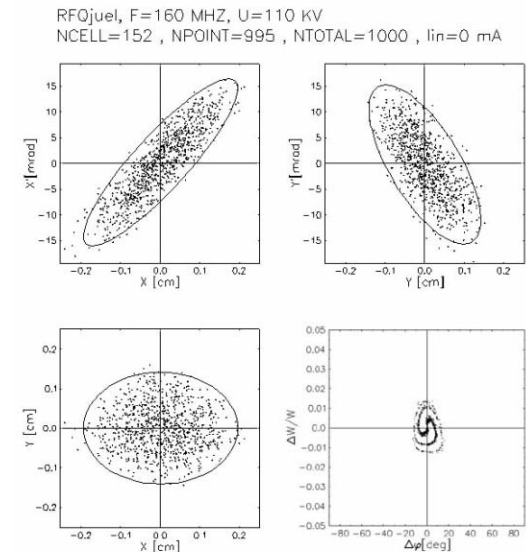 RFQjuel, F=160 MHZ, U=110 KV
NCELL=152 , NPOINT=995 , NTOTAL=1000 , lin=0 mA
15
10
5
0
-5
-10
-15
X'[mrad]
-0.2 -0.1 0.0 0.1 0.2
X [cm]
15
10
5
0
-5
-10
-15
Y'[mrad]
-0.2 -0.1 0.0 0.1 0.2
Y [cm]
0.2
0.1
0.0
-0.1
-0.2
Y [cm]
-0.2 -0.1 0.0 0.1 0.2
X [cm]
0.05
0.04
0.03
0.02
0.01
0.00
-0.01
-0.02
-0.03
-0.04
-0.05
ΔW/W
-80 -60 -40 -20 0 20 40 60 80
Δφ[deg]